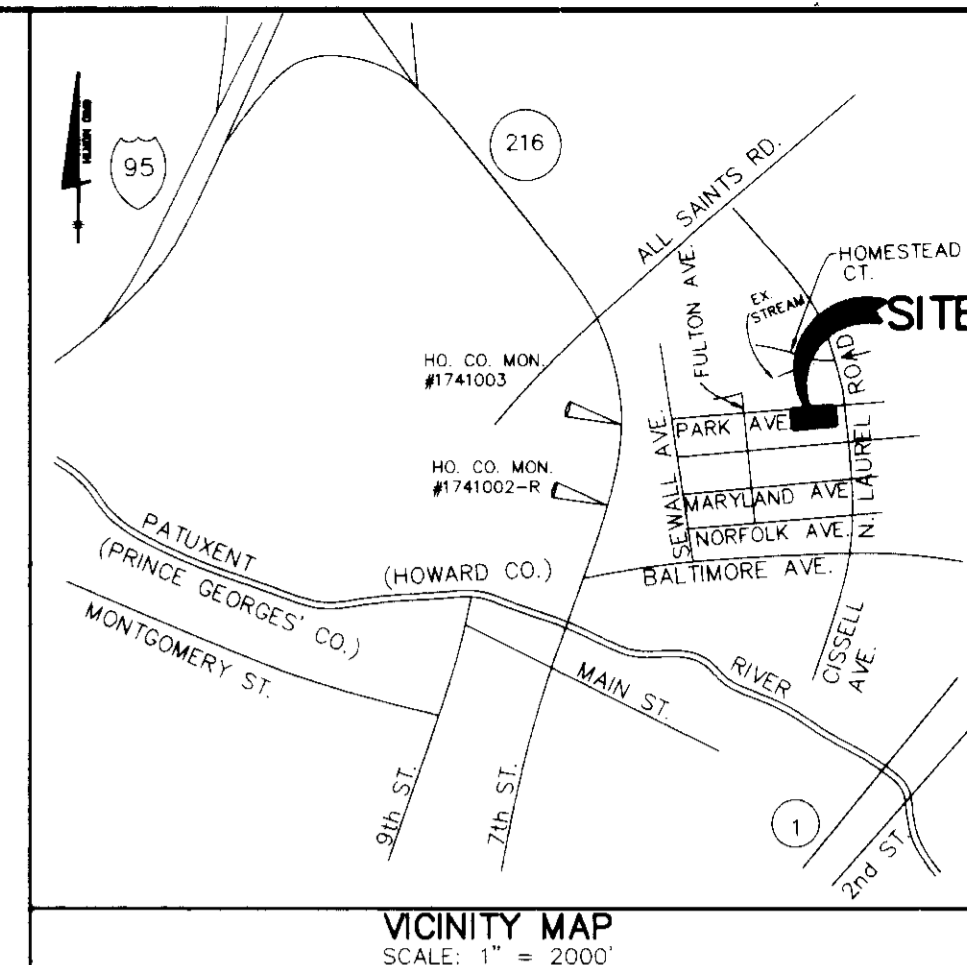 95
216
ALL SAINTS RD.
HOMESTEAD
CT.
FULTON AVE.
EX.
STREAM
SITE
HO. CO. MON.
#1741003
HO. CO. MON.
#1741002-R
SEWALL AVE.
PARK AVE
N. LAUREL ROAD
MARYLAND AVE
NORFOLK AVE.
BALTIMORE AVE.
PATUXENT
(PRINCE GEORGES' CO.)
(HOWARD CO.)
MONTGOMERY ST.
MAIN ST.
RIVER
CISSELL
AVE.
9th ST.
7th ST.
1
2nd ST.
VICINITY MAP
SCALE: 1" = 2000'